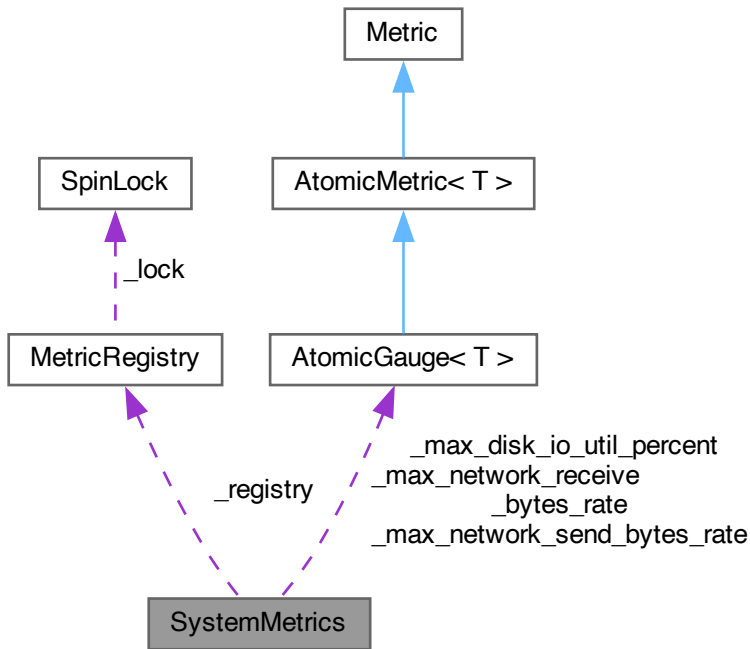 Metric
SpinLock
AtomicMetric< T >
_lock
MetricRegistry
AtomicGauge< T >
_registry
_max_disk_io_util_percent
_max_network_receive
_bytes_rate
_max_network_send_bytes_rate
SystemMetrics